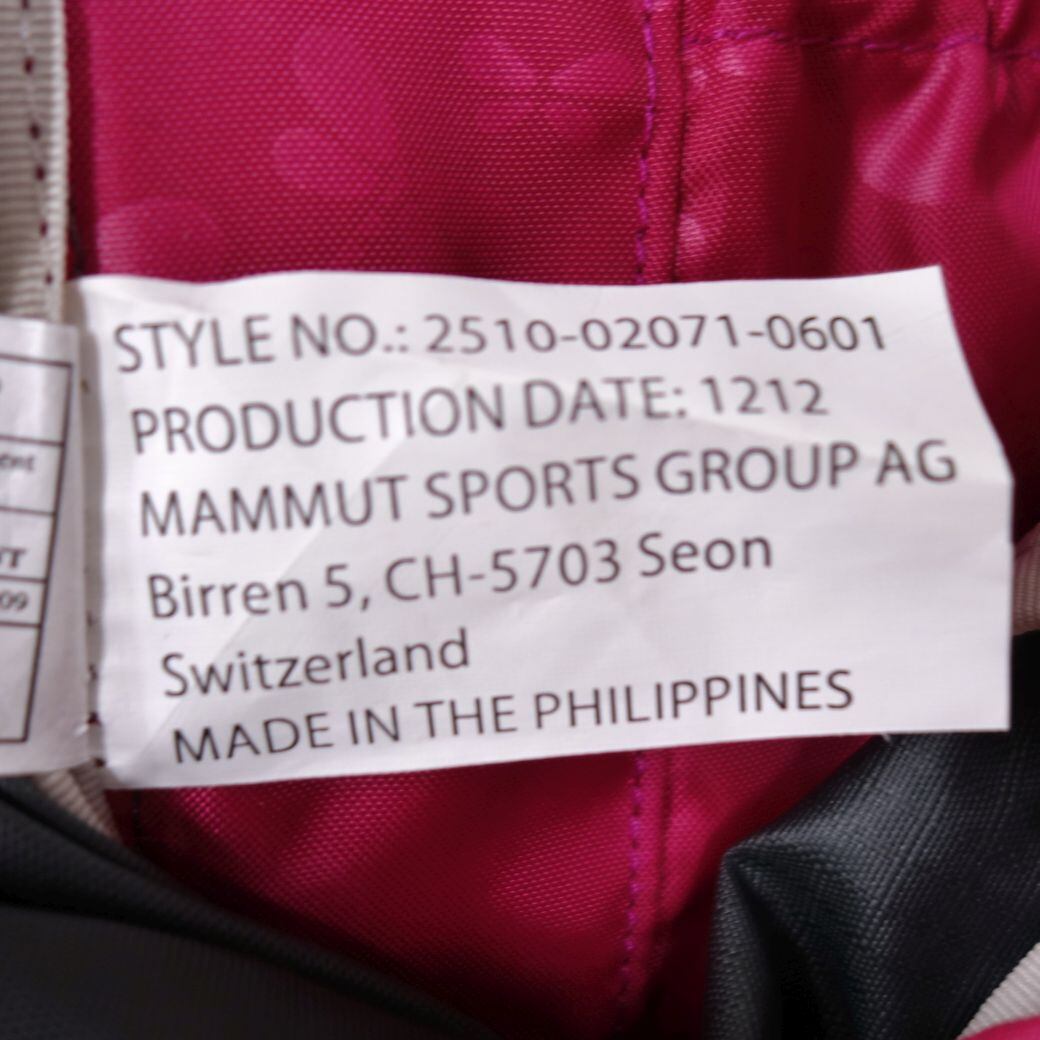 STYLE NO.: 2510-02071-0601
PRODUCTION DATE: 1212
MAMMUT SPORTS GROUP AG
Birren 5, CH-5703 Seon
Switzerland
MADE IN THE PHILIPPINES
09